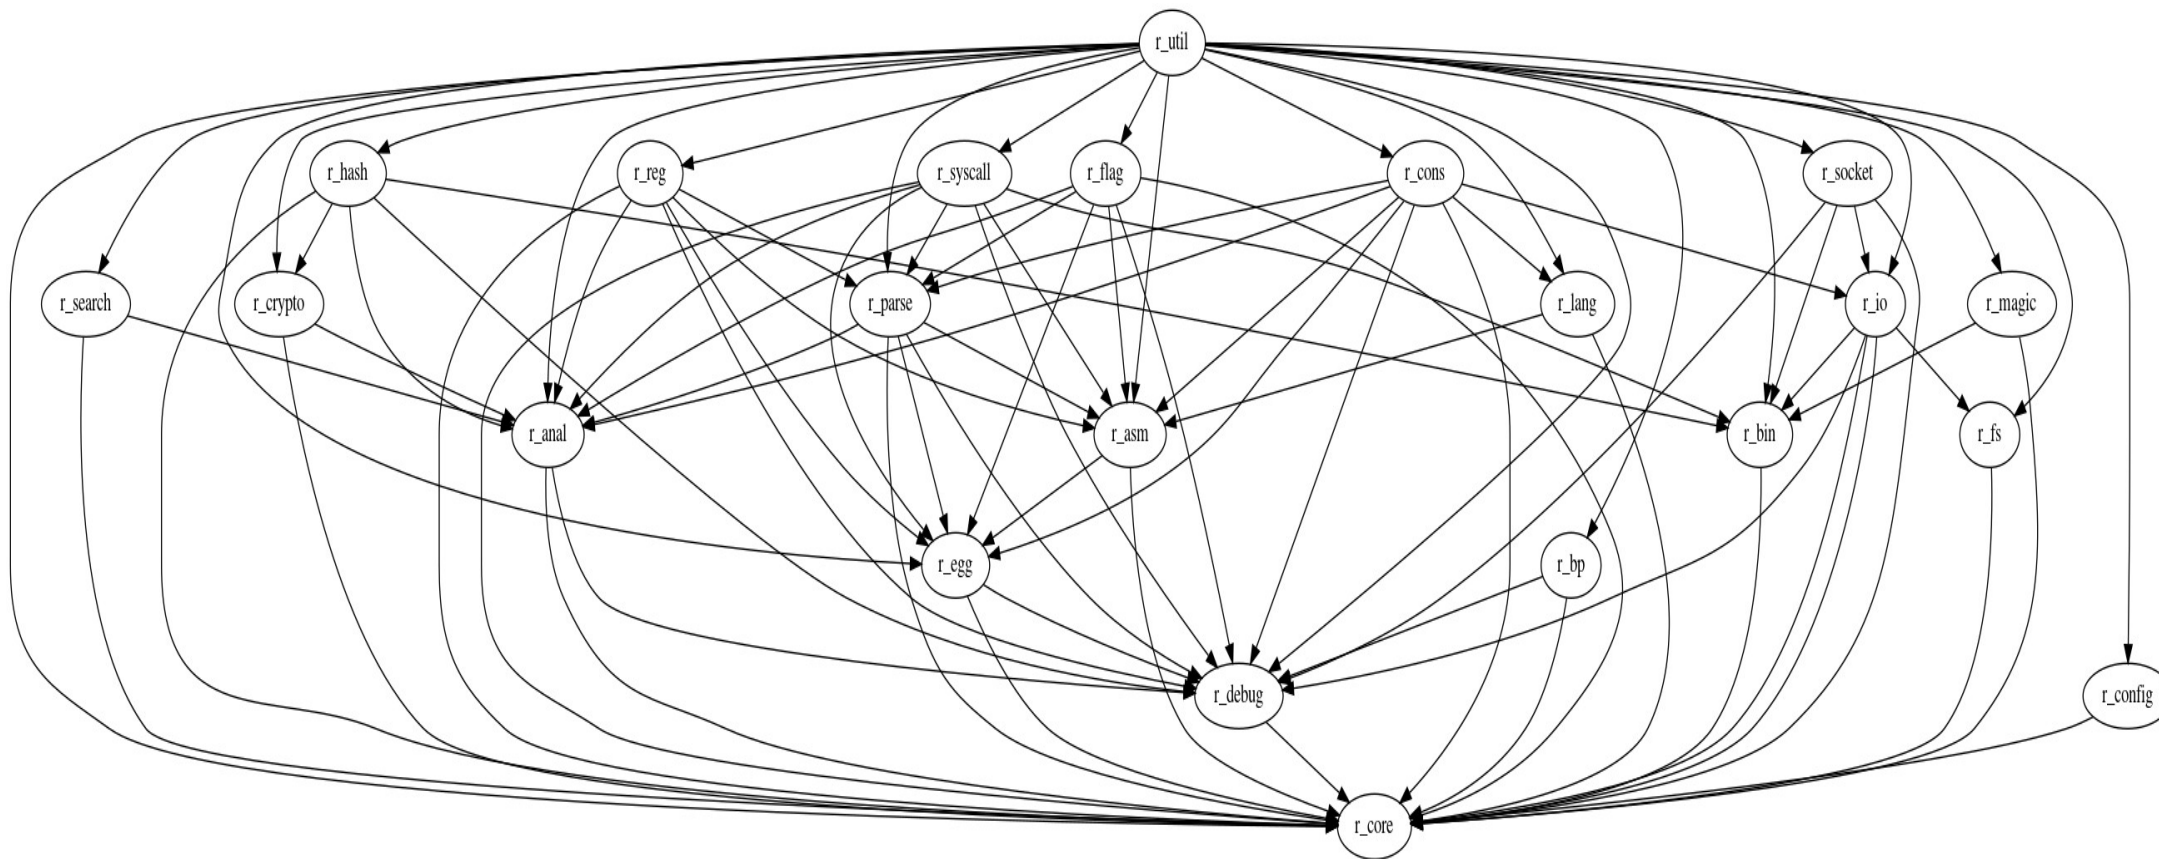 r_util
r_hash
r_reg
r_syscall
r_flag
r_cons
r_socket
r_search
r_crypto
r_parse
r_lang
r_io
r_magic
r_anal
r_asm
r_bin
r_fs
r_egg
r_bp
r_debug
r_config
r_core